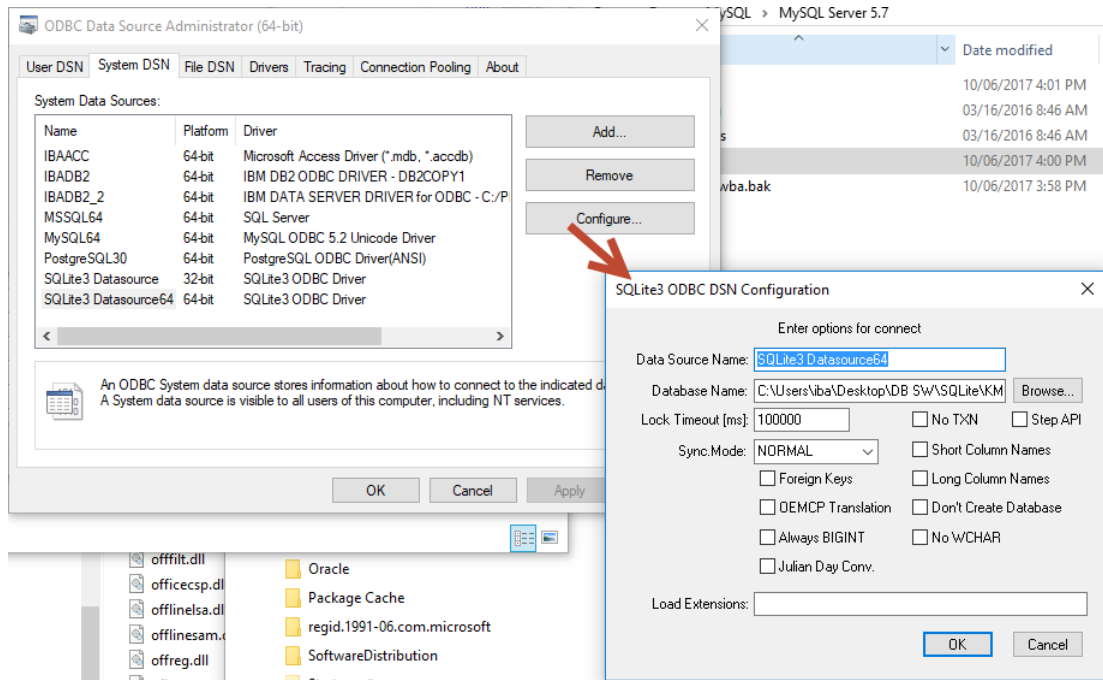 ODBC Data Source Administrator (64-bit)
User DSN System DSN File DSN Drivers Tracing Connection Pooling About
System Data Sources:
Name Platform Driver
IBAACC 64-bit Microsoft Access Driver (*.mdb, *.accdb)
IBADB2 64-bit IBM DB2 ODBC DRIVER - DB2COPY1
IBADB2_2 64-bit IBM DATA SERVER DRIVER for ODBC - C:/P
MSSQL64 64-bit SQL Server
MySQL64 64-bit MySQL ODBC 5.2 Unicode Driver
PostgreSQL30 64-bit PostgreSQL ODBC Driver(ANSI)
SQLite3 Datasource 32-bit SQLite3 ODBC Driver
SQLite3 Datasource64 64-bit SQLite3 ODBC Driver
Add...
Remove
Configure...
An ODBC System data source stores information about how to connect to the indicated d
A System data source is visible to all users of this computer, including NT services.
OK Cancel Apply
ySQL > MySQL Server 5.7
Date modified
10/06/2017 4:01 PM
03/16/2016 8:46 AM
s 03/16/2016 8:46 AM
10/06/2017 4:00 PM
wba.bak 10/06/2017 3:58 PM
SQLite3 ODBC DSN Configuration
Enter options for connect
Data Source Name: SQLite3 Datasource64
Database Name: C:\Users\iba\Desktop\DB SW\SQLite\KM Browse...
Lock Timeout [ms]: 100000 No TXN Step API
Sync.Mode: NORMAL Short Column Names
Foreign Keys Long Column Names
OEMCP Translation Don't Create Database
Always BIGINT No WCHAR
Julian Day Conv.
Load Extensions:
OK Cancel
offfilt.dll
officecsp.dl
offlinelsa.dl
offlinesam.
offreg.dll
Oracle
Package Cache
regid.1991-06.com.microsoft
SoftwareDistribution